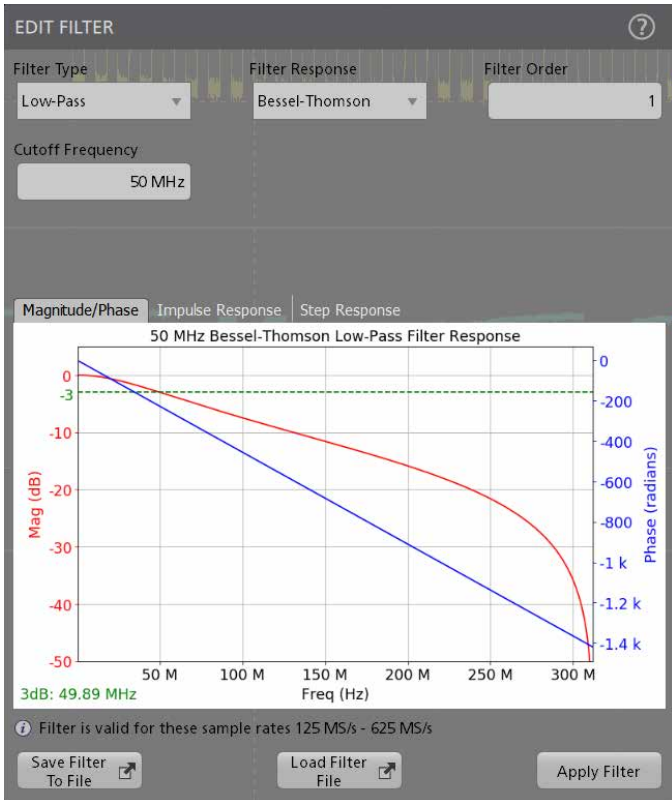 EDIT FILTER
?
Filter Type Filter Response Filter Order
Low-Pass Bessel-Thomson 1
Cutoff Frequency
50 MHz
Magnitude/Phase Impulse Response Step Response
50 MHz Bessel-Thomson Low-Pass Filter Response
0
-3
-10
-20
-30
-40
-50
Mag (dB)
0
-200
-400
-600
-800
-1 k
-1.2 k
-1.4 k
Phase (radians)
50 M 100 M 150 M 200 M 250 M 300 M
3dB: 49.89 MHz Freq (Hz)
i Filter is valid for these sample rates 125 MS/s - 625 MS/s
Save Filter
To File
Load Filter
File
Apply Filter